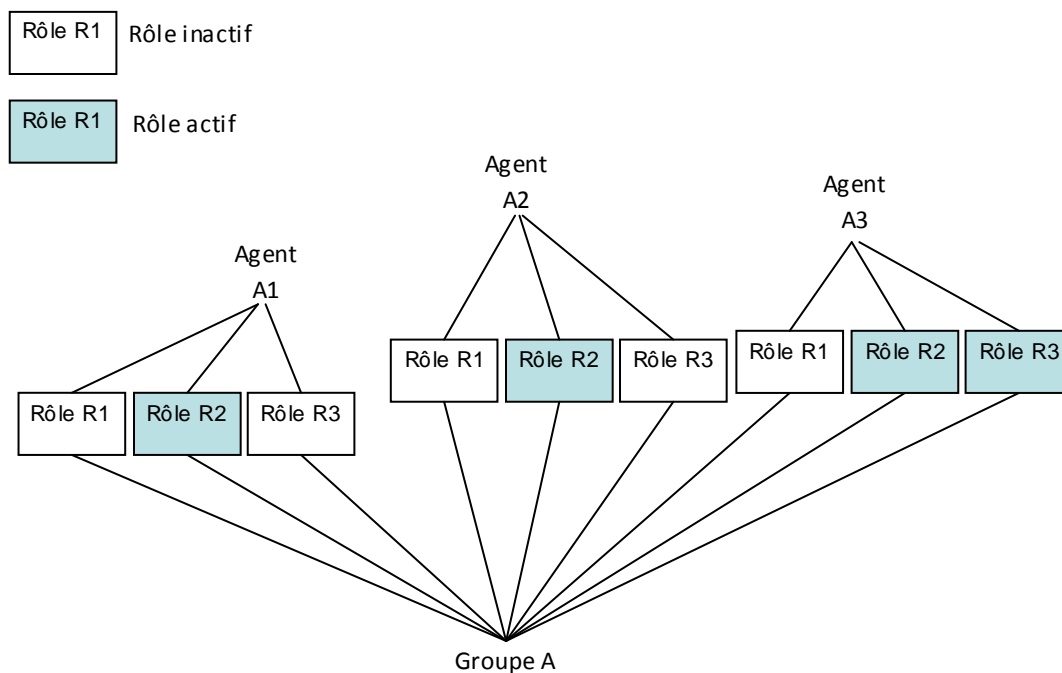 Rôle R1
Rôle inactif
Rôle R1
Rôle actif
Agent
A2
Agent
A3
Agent
A1
Rôle R1
Rôle R2
Rôle R3
Rôle R1
Rôle R2
Rôle R3
Rôle R1
Rôle R2
Rôle R3
Groupe A